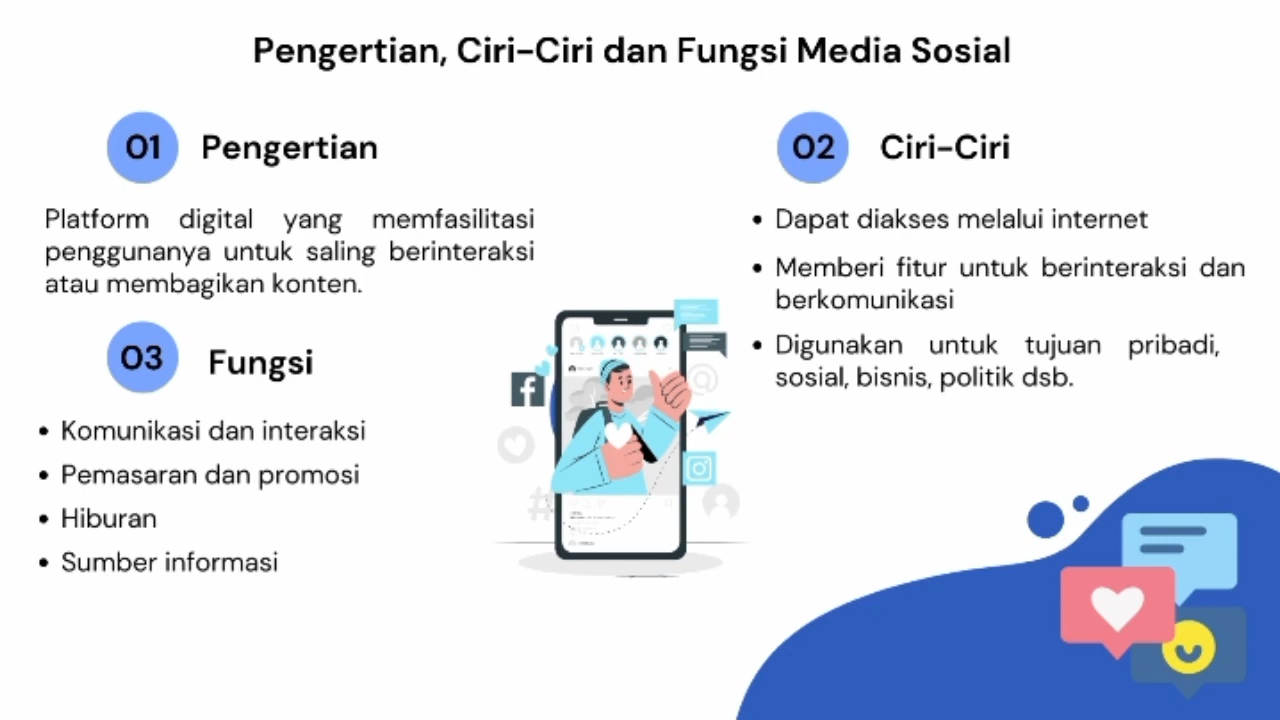 Pengertian, Ciri-Ciri dan Fungsi Media Sosial
01 Pengertian
Platform digital yang memfasilitasi
penggunanya untuk saling berinteraksi
atau membagikan konten.
02 Ciri-Ciri
• Dapat diakses melalui internet
• Memberi fitur untuk berinteraksi dan
berkomunikasi
• Digunakan untuk tujuan pribadi,
sosial, bisnis, politik dsb.
03 Fungsi
• Komunikasi dan interaksi
• Pemasaran dan promosi
• Hiburan
• Sumber informasi